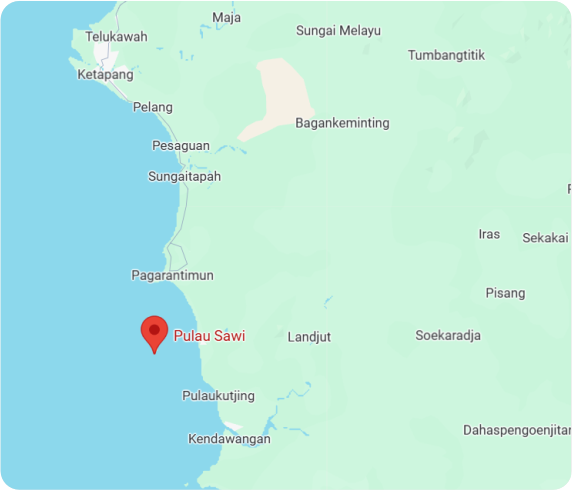 Maja
Telukawah
Sungai Melayu
Tumbangtitik
Ketapang
Pelang
Bagankeminting
Pesaguan
Sungaitapah
Iras
Sekakai
Pagarantimun
Pisang
Pulau Sawi
Landjut
Soekaradja
Pulaukutjing
Kendawangan
Dahaspengoenjitan